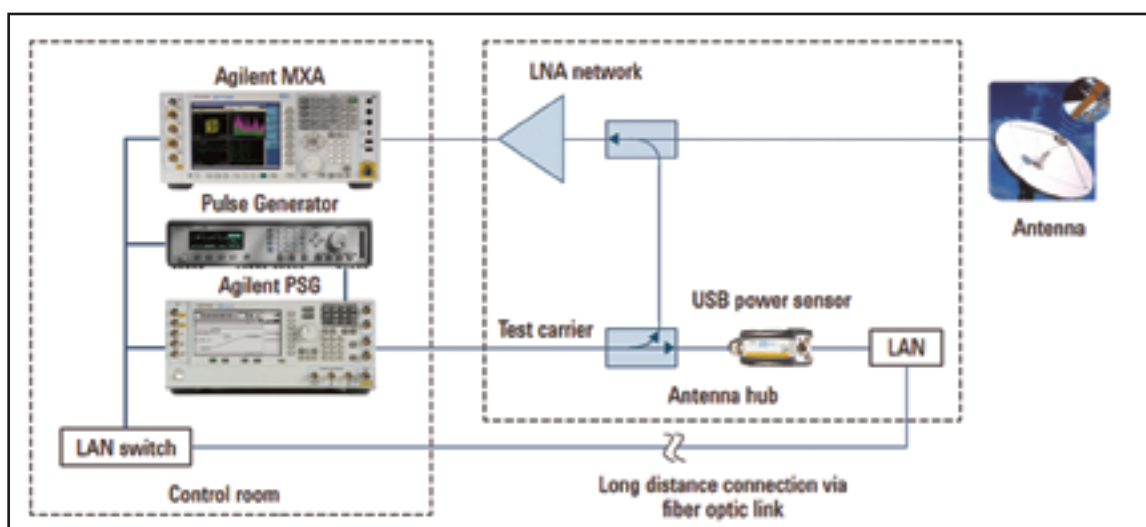 Agilent MXA
Pulse Generator
Agilent PSG
LAN switch
Control room
LNA network
Test carrier
USB power sensor
LAN
Antenna hub
Antenna
Long distance connection via
fiber optic link